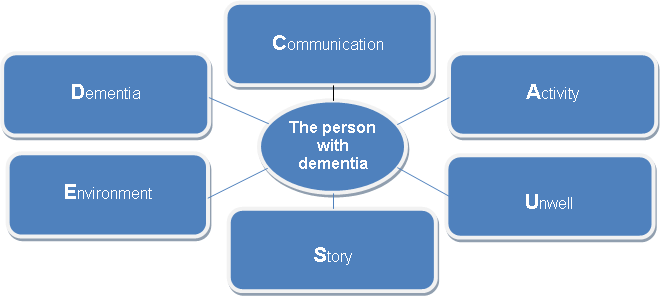 Communication
Dementia
Activity
The person
with
dementia
Environment
Unwell
Story